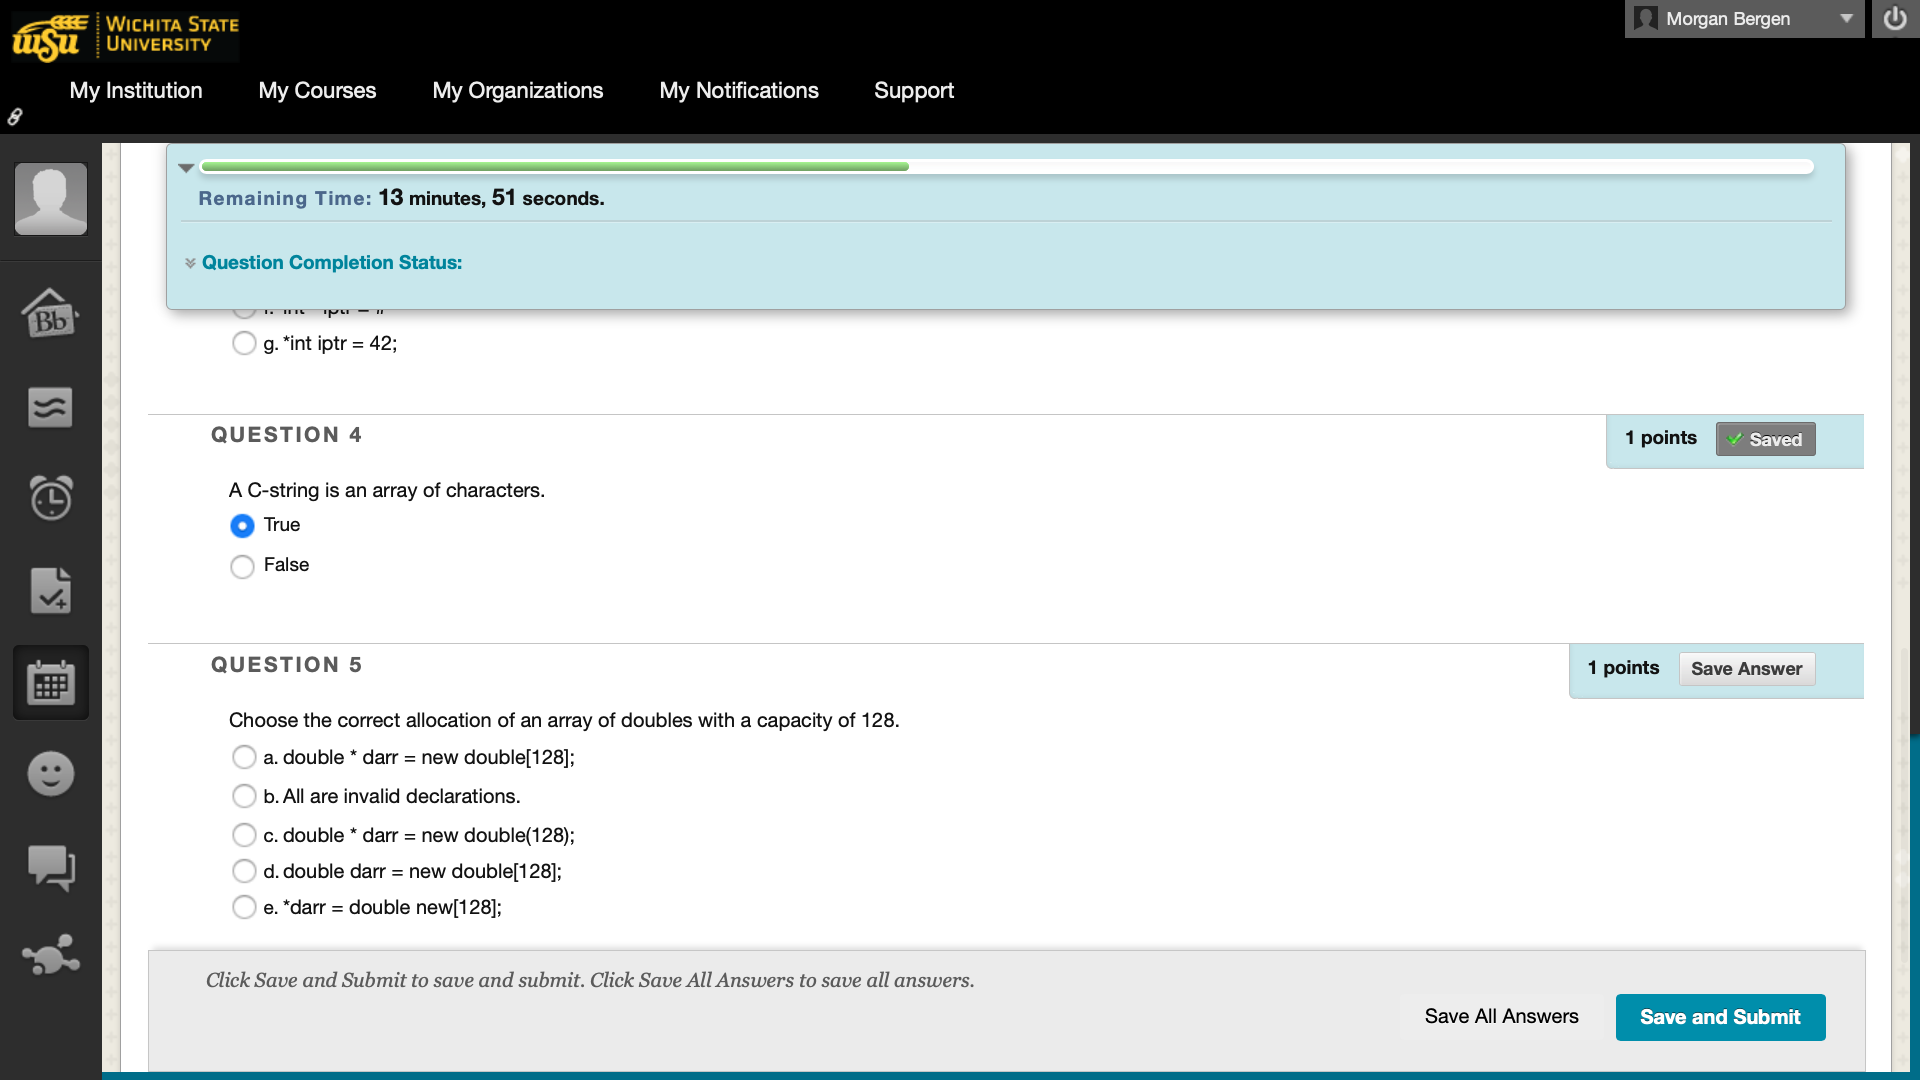 WICHITA STATE
UNIVERSITY
wsu
Morgan Bergen
My Institution
My Courses
My Organizations
My Notifications
Support
Remaining Time: 13 minutes, 51 seconds.
Question Completion Status:
g. *int iptr = 42;
QUESTION 4
1 points
Saved
A C-string is an array of characters.
True
False
QUESTION 5
1 points
Save Answer
Choose the correct allocation of an array of doubles with a capacity of 128.
a. double * darr = new double[128];
b. All are invalid declarations.
c. double * darr = new double(128);
d. double darr = new double[128];
e. *darr = double new[128];
Bb
Click Save and Submit to save and submit. Click Save All Answers to save all answers.
Save All Answers
Save and Submit